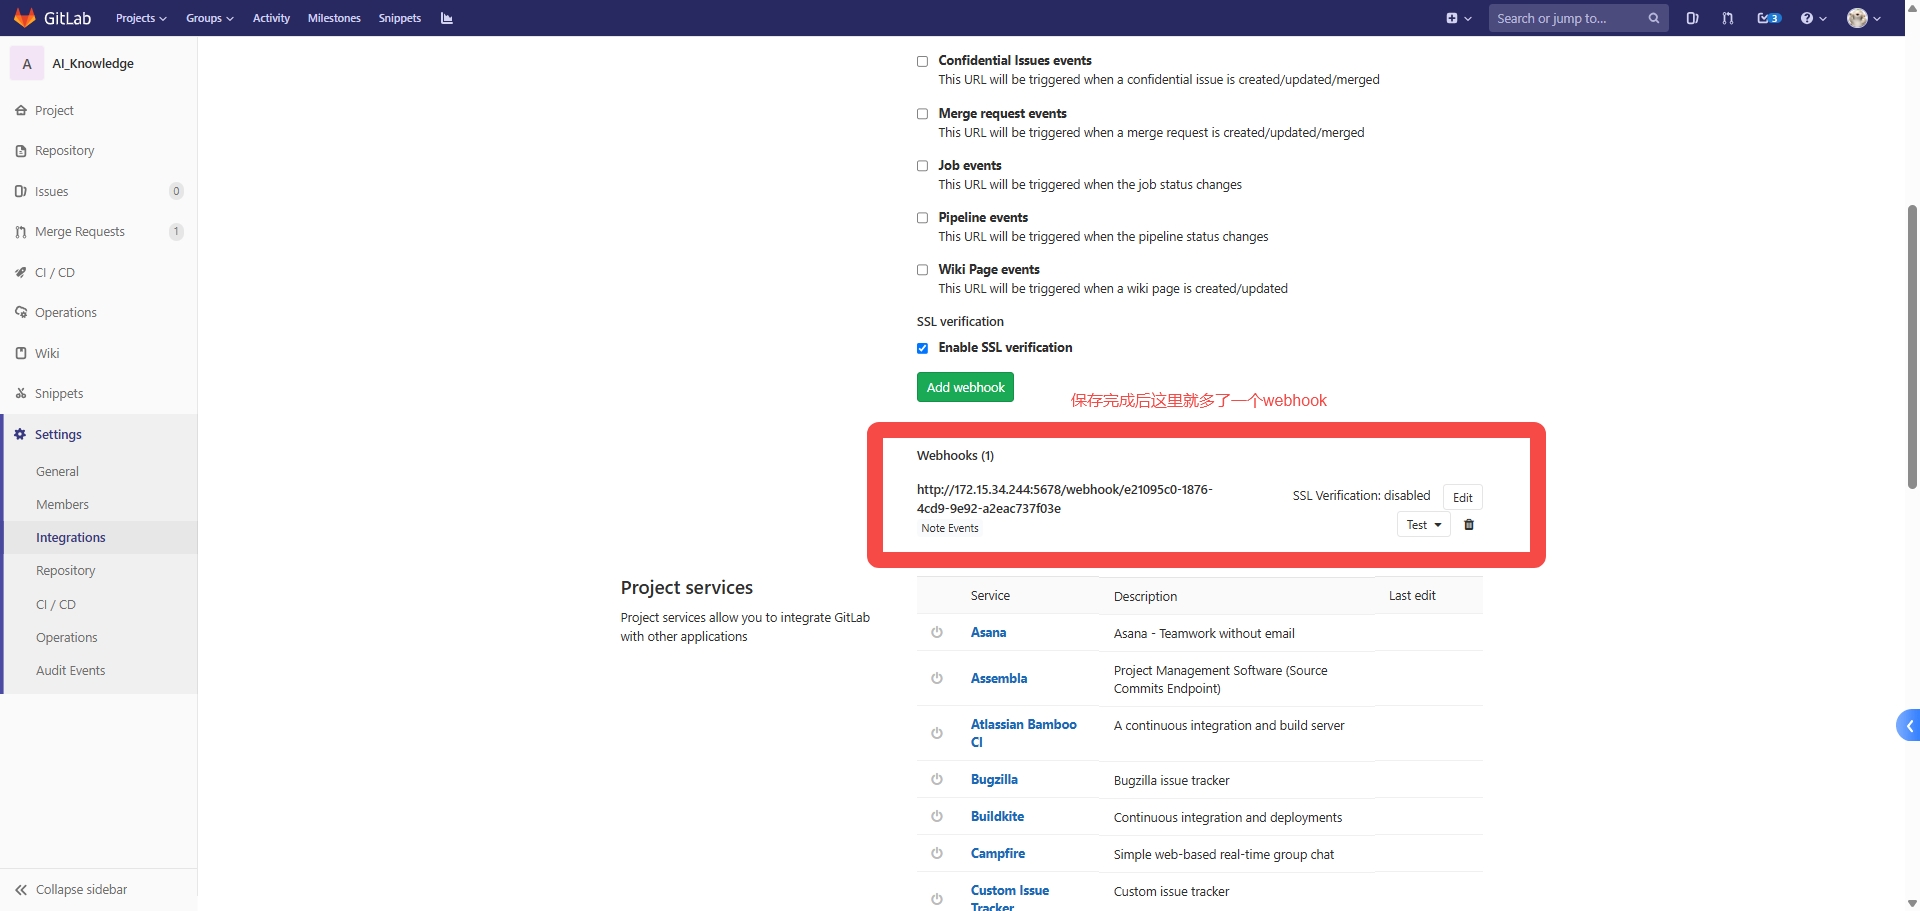 GitLab
Projects
Groups
Activity
Milestones
Snippets
Search or jump to...
3
A
AI_Knowledge
Project
Repository
Issues
0
Merge Requests
1
CI / CD
Operations
Wiki
Snippets
Settings
General
Members
Integrations
Repository
CI / CD
Operations
Audit Events
Collapse sidebar
Confidential Issues events
This URL will be triggered when a confidential issue is created/updated/merged
Merge request events
This URL will be triggered when a merge request is created/updated/merged
Job events
This URL will be triggered when the job status changes
Pipeline events
This URL will be triggered when the pipeline status changes
Wiki Page events
This URL will be triggered when a wiki page is created/updated
SSL verification
Enable SSL verification
Add webhook
保存完成后这里就多了一个webhook
Webhooks (1)
http://172.15.34.244:5678/webhook/e21095c0-1876-
4cd9-9e92-a2eac737f03e
Note Events
SSL Verification: disabled
Edit
Test
Project services
Project services allow you to integrate GitLab
with other applications
Service
Description
Last edit
Asana
Asana - Teamwork without email
Assembla
Project Management Software (Source
Commits Endpoint)
Atlassian Bamboo
CI
A continuous integration and build server
Bugzilla
Bugzilla issue tracker
Buildkite
Continuous integration and deployments
Campfire
Simple web-based real-time group chat
Custom Issue
Tracker
Custom issue tracker